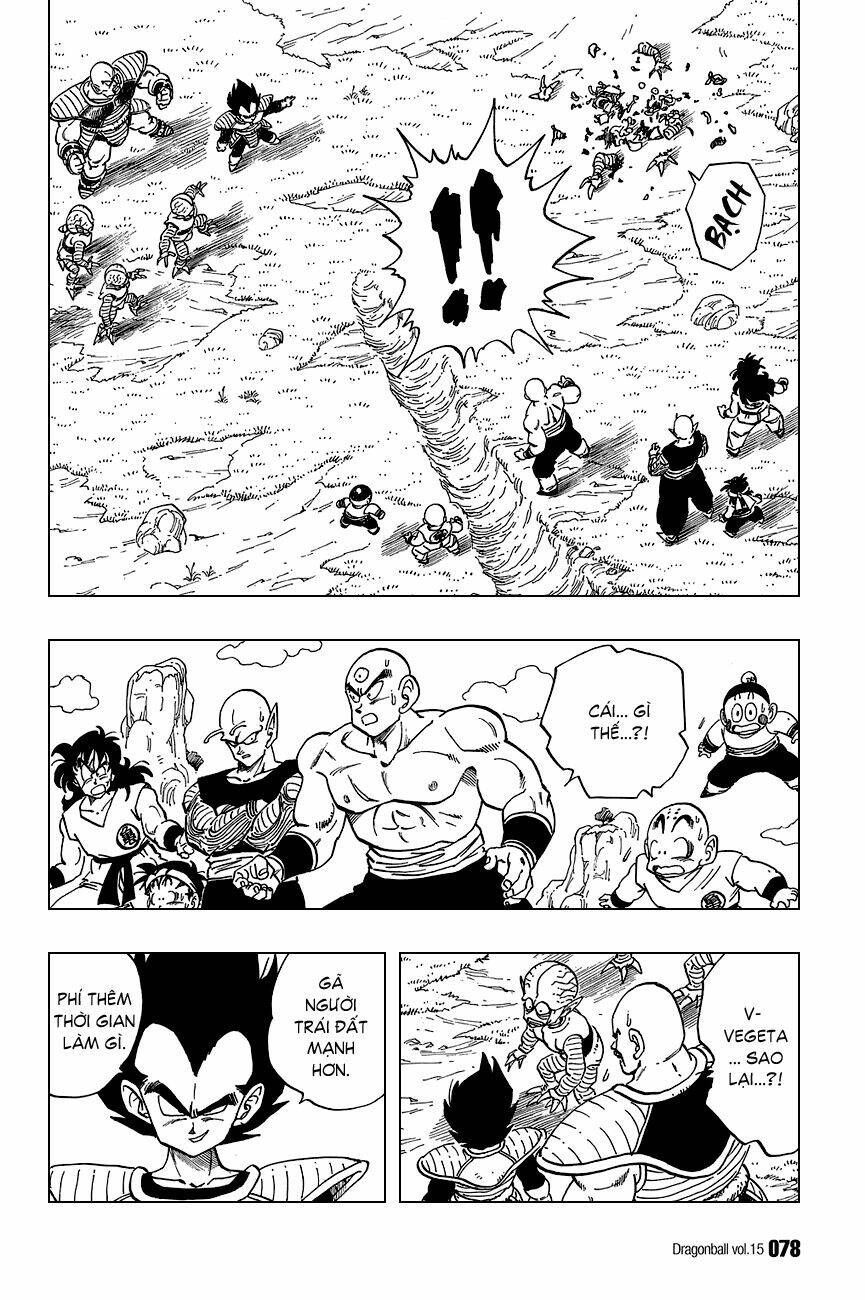 !!
BẠCH
CÁI... GÌ
THẾ...?!
V-
VEGETA
... SAO
LẠI...?!
GÃ
NGƯỜI
TRÁI ĐẤT
MẠNH
HƠN.
PHÍ THÊM
THỜI GIAN
LÀM GÌ.
Dragonball vol.15 078